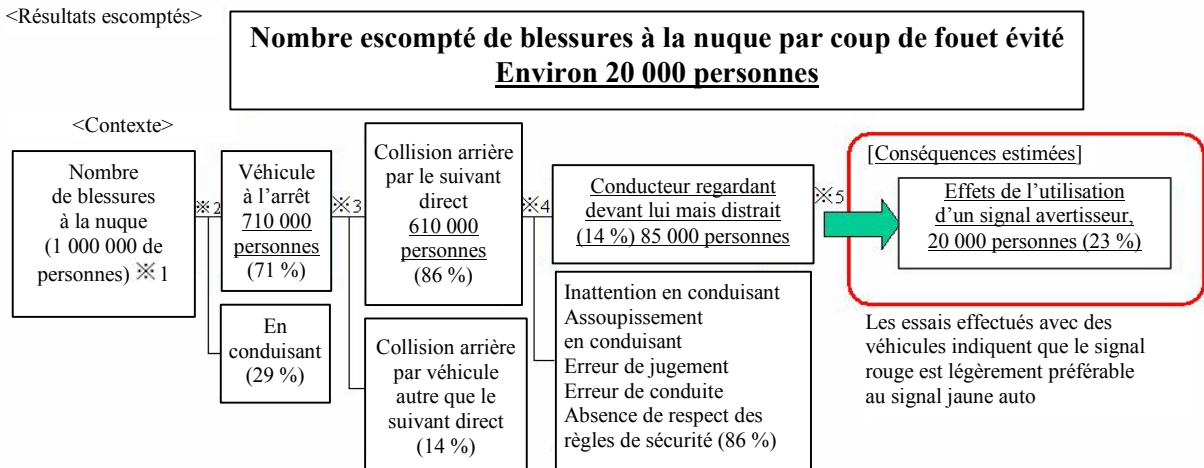 <Résultats escomptés>
Nombre escompté de blessures à la nuque par coup de fouet évité
Environ 20 000 personnes
<Contexte>
Nombre
de blessures
à la nuque
(1 000 000 de
personnes) ※1
※2
Véhicule
à l’arrêt
710 000
personnes
(71 %)
En
conduisant
(29 %)
※3
Collision arrière
par le suivant
direct
610 000
personnes
(86 %)
Collision arrière
par véhicule
autre que le
suivant direct
(14 %)
※4
Conducteur regardant
devant lui mais distrait
(14 %) 85 000 personnes
Inattention en conduisant
Assoupissement
en conduisant
Erreur de jugement
Erreur de conduite
Absence de respect des
règles de sécurité (86 %)
※5
[Conséquences estimées]
Effets de l’utilisation
d’un signal avertisseur,
20 000 personnes (23 %)
Les essais effectués avec des
véhicules indiquent que le signal
rouge est légèrement préférable
au signal jaune auto